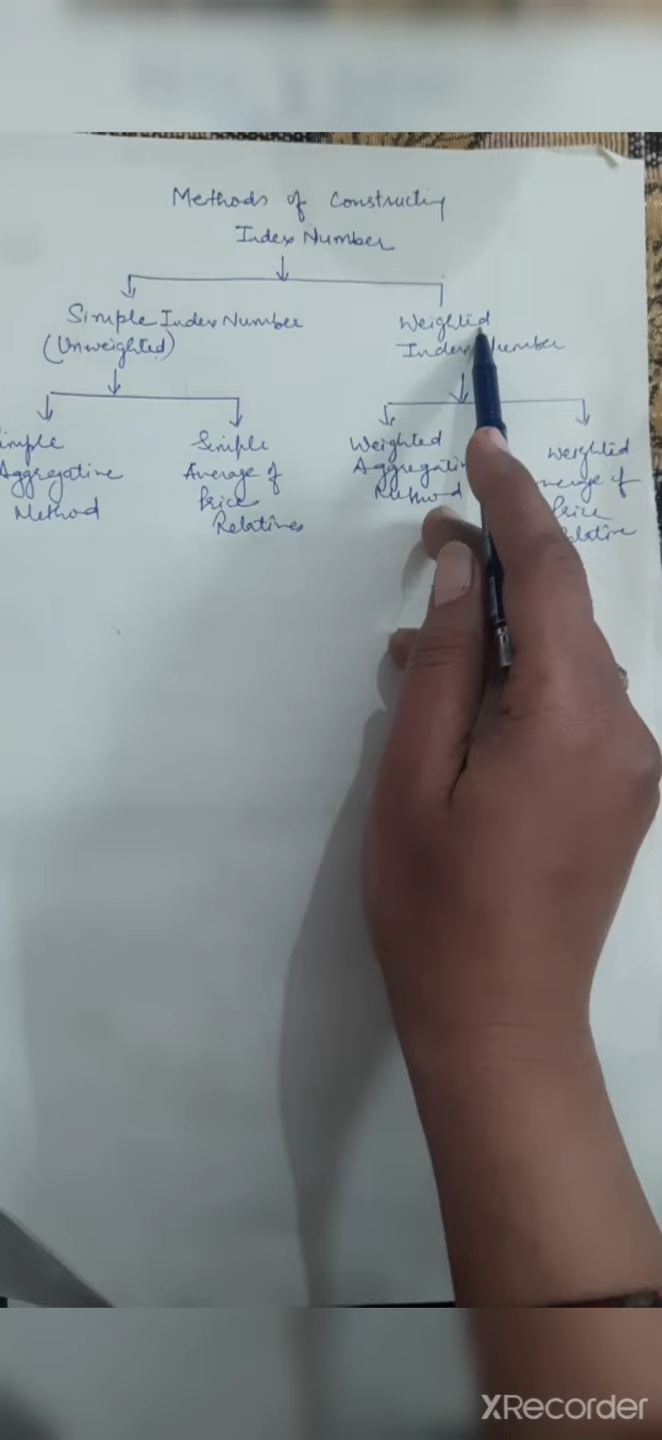 Methods of Constructing
Index Number
Simple Index Number
(Unweighted)
Weighted
Index Number
Aggregative
Method
Simple
Average of
Price
Relatives
Weighted
Method
Weighted
of
Price
XRecorder